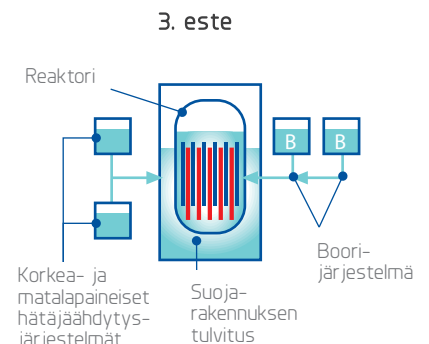 3. este
Reaktori
B B
Boori-
järjestelmä
Korkea- ja
matalapaineiset
hätäjäähdytys-
järjestelmät
Suoja-
rakennuksen
tulvitus